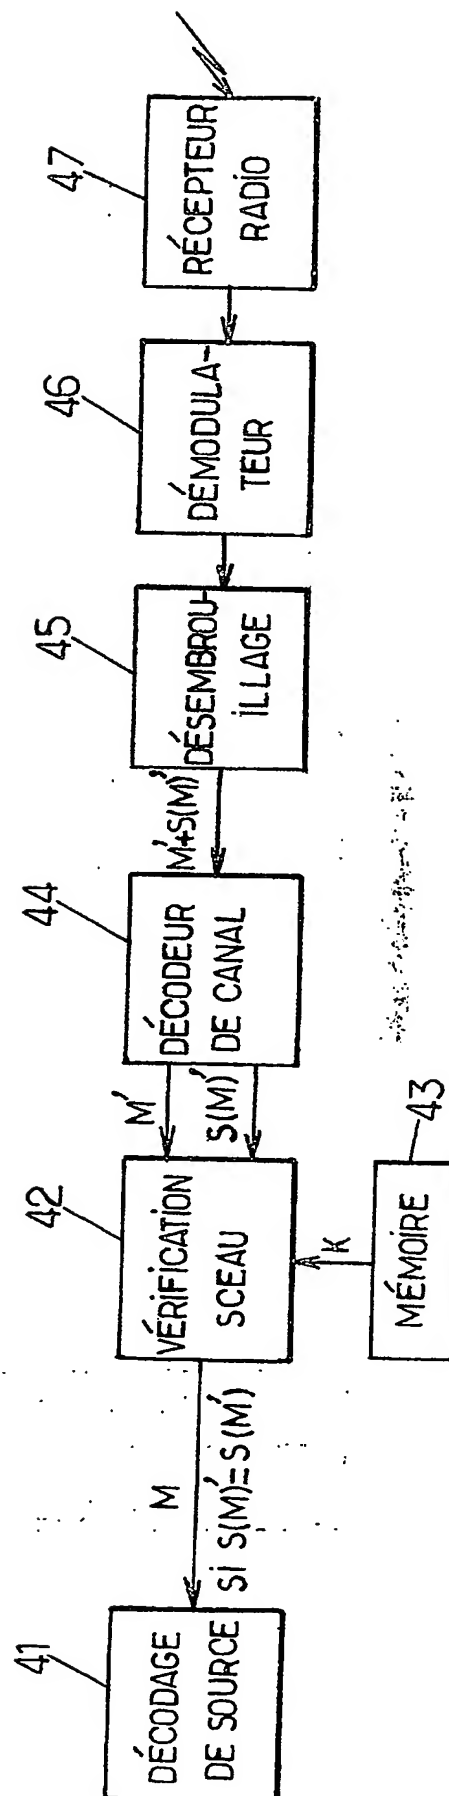 41
DÉCODAGE
DE SOURCE
M
Si S(M)'=S(M')
42
VÉRIFICATION
SCEAU
K
43
MÉMOIRE
M'
S(M)'
44
DÉCODEUR
DE CANAL
M'+S(M)'
45
DÉSEMBROU-
iLLAGE
46
DÉMODULA-
TEUR
47
RÉCEPTEUR
RADiO